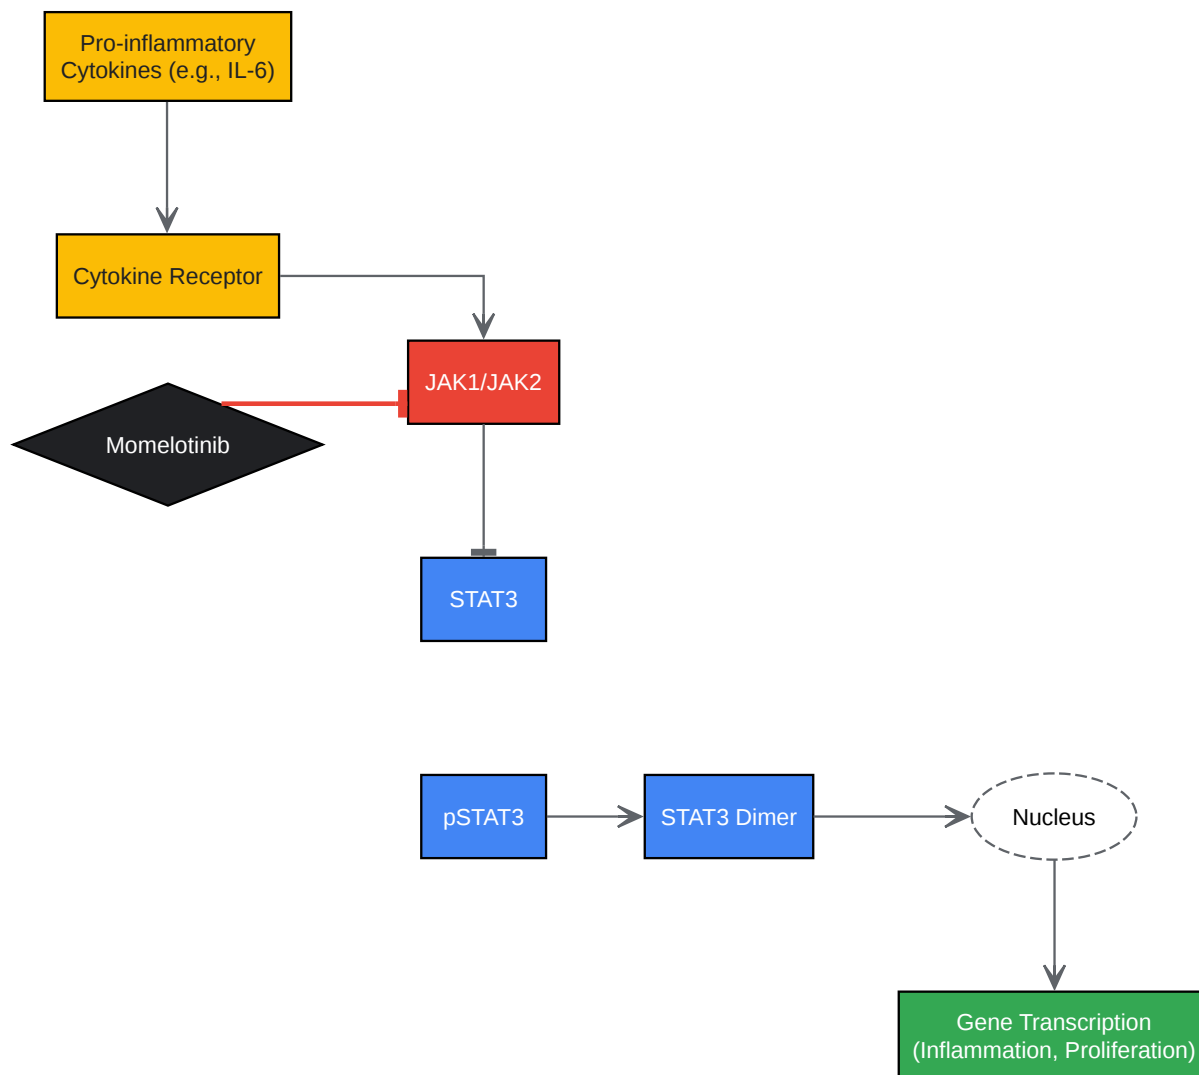 Pro-inflammatory
Cytokines (e.g., IL-6)
Cytokine Receptor
JAK1/JAK2
Momelotinib
STAT3
pSTAT3
STAT3 Dimer
Nucleus
Gene Transcription
(Inflammation, Proliferation)